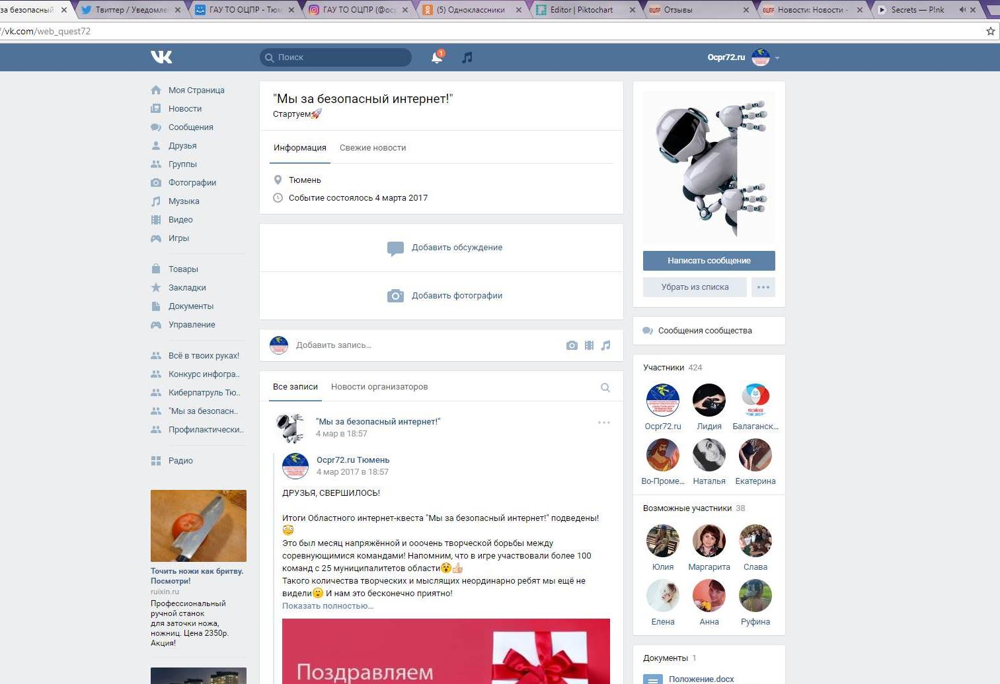 за безопасный
Твиттер / Уведомлен
ГАУ ТО ОЦПР - Тюм
ГАУ ТО ОЦПР (@ocp
(5) Одноклассники
Editor | Piktochart
ОЦПР Отзывы
ОЦПР Новости: Новости -
Secrets — P!nk
//vk.com/web_quest72
Поиск
1
Ocpr72.ru
Моя Страница
Новости
Сообщения
Друзья
Группы
Фотографии
Музыка
Видео
Игры
Товары
Закладки
Документы
Управление
Всё в твоих руках!
Конкурс инфогра..
Киберпатруль Тю..
"Мы за безопасн..
Профилактически..
Радио
Точить ножи как бритву.
Посмотри!
ruixin.ru
Профессиональный
ручной станок
для заточки ножа,
ножниц. Цена 2350р.
Акция!
"Мы за безопасный интернет!"
Стартуем🚀
Информация
Свежие новости
Тюмень
Событие состоялось 4 марта 2017
Добавить обсуждение
Добавить фотографии
Добавить запись...
Все записи
Новости организаторов
"Мы за безопасный интернет!"
4 мар в 18:57
Ocpr72.ru Тюмень
4 мар 2017 в 18:57
ДРУЗЬЯ, СВЕРШИЛОСЬ!
Итоги Областного интернет-квеста "Мы за безопасный интернет!" подведены!
Это был месяц напряжённой и ооочень творческой борьбы между
соревнующимися командами! Напомним, что в игре участвовали более 100
команд с 25 муниципалитетов области😵👍
Такого количества творческих и мыслящих неординарно ребят мы ещё не
видели😮 И нам это бесконечно приятно!
Показать полностью...
Поздравляем
Написать сообщение
Убрать из списка
Сообщения сообщества
Участники 424
Ocpr72.ru
Лидия
Балаганск...
Во-Проме...
Наталья
Екатерина
Возможные участники 38
Юлия
Маргарита
Слава
Елена
Анна
Руфина
Документы 1
Положение.docx